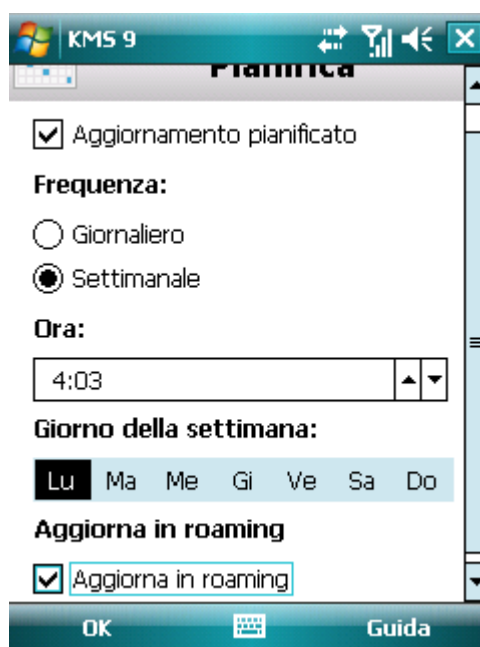 KMS 9
Pianifica
Aggiornamento pianificato
Frequenza:
Giornaliero
Settimanale
Ora:
4:03
Giorno della settimana:
Lu Ma Me Gi Ve Sa Do
Aggiorna in roaming
Aggiorna in roaming
OK Guida